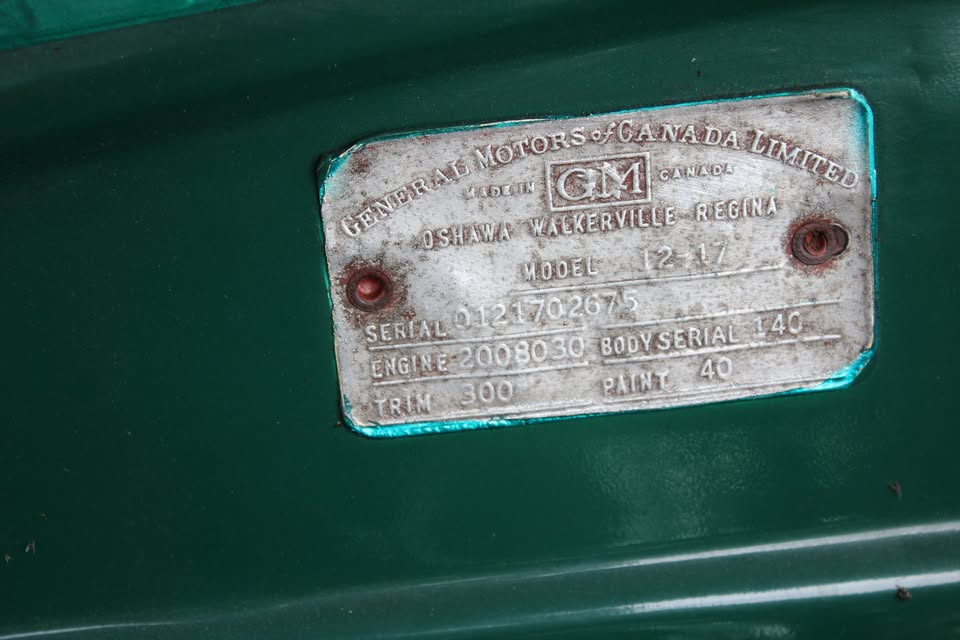 GENERAL MOTORS of CANADA LIMITED
MADE IN GM CANADA
OSHAWA WALKERVILLE REGINA
MODEL 12-17
SERIAL 0121702675
ENGINE 2008030 BODY SERIAL 140
TRIM 300 PAINT 40